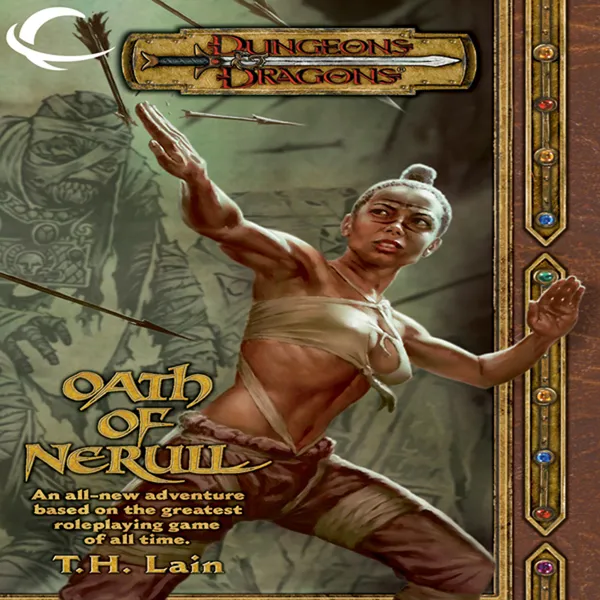 DUNGEONS
& DRAGONS®
OATH
OF
NERULL
An all-new adventure
based on the greatest
roleplaying game
of all time.
T.H. Lain